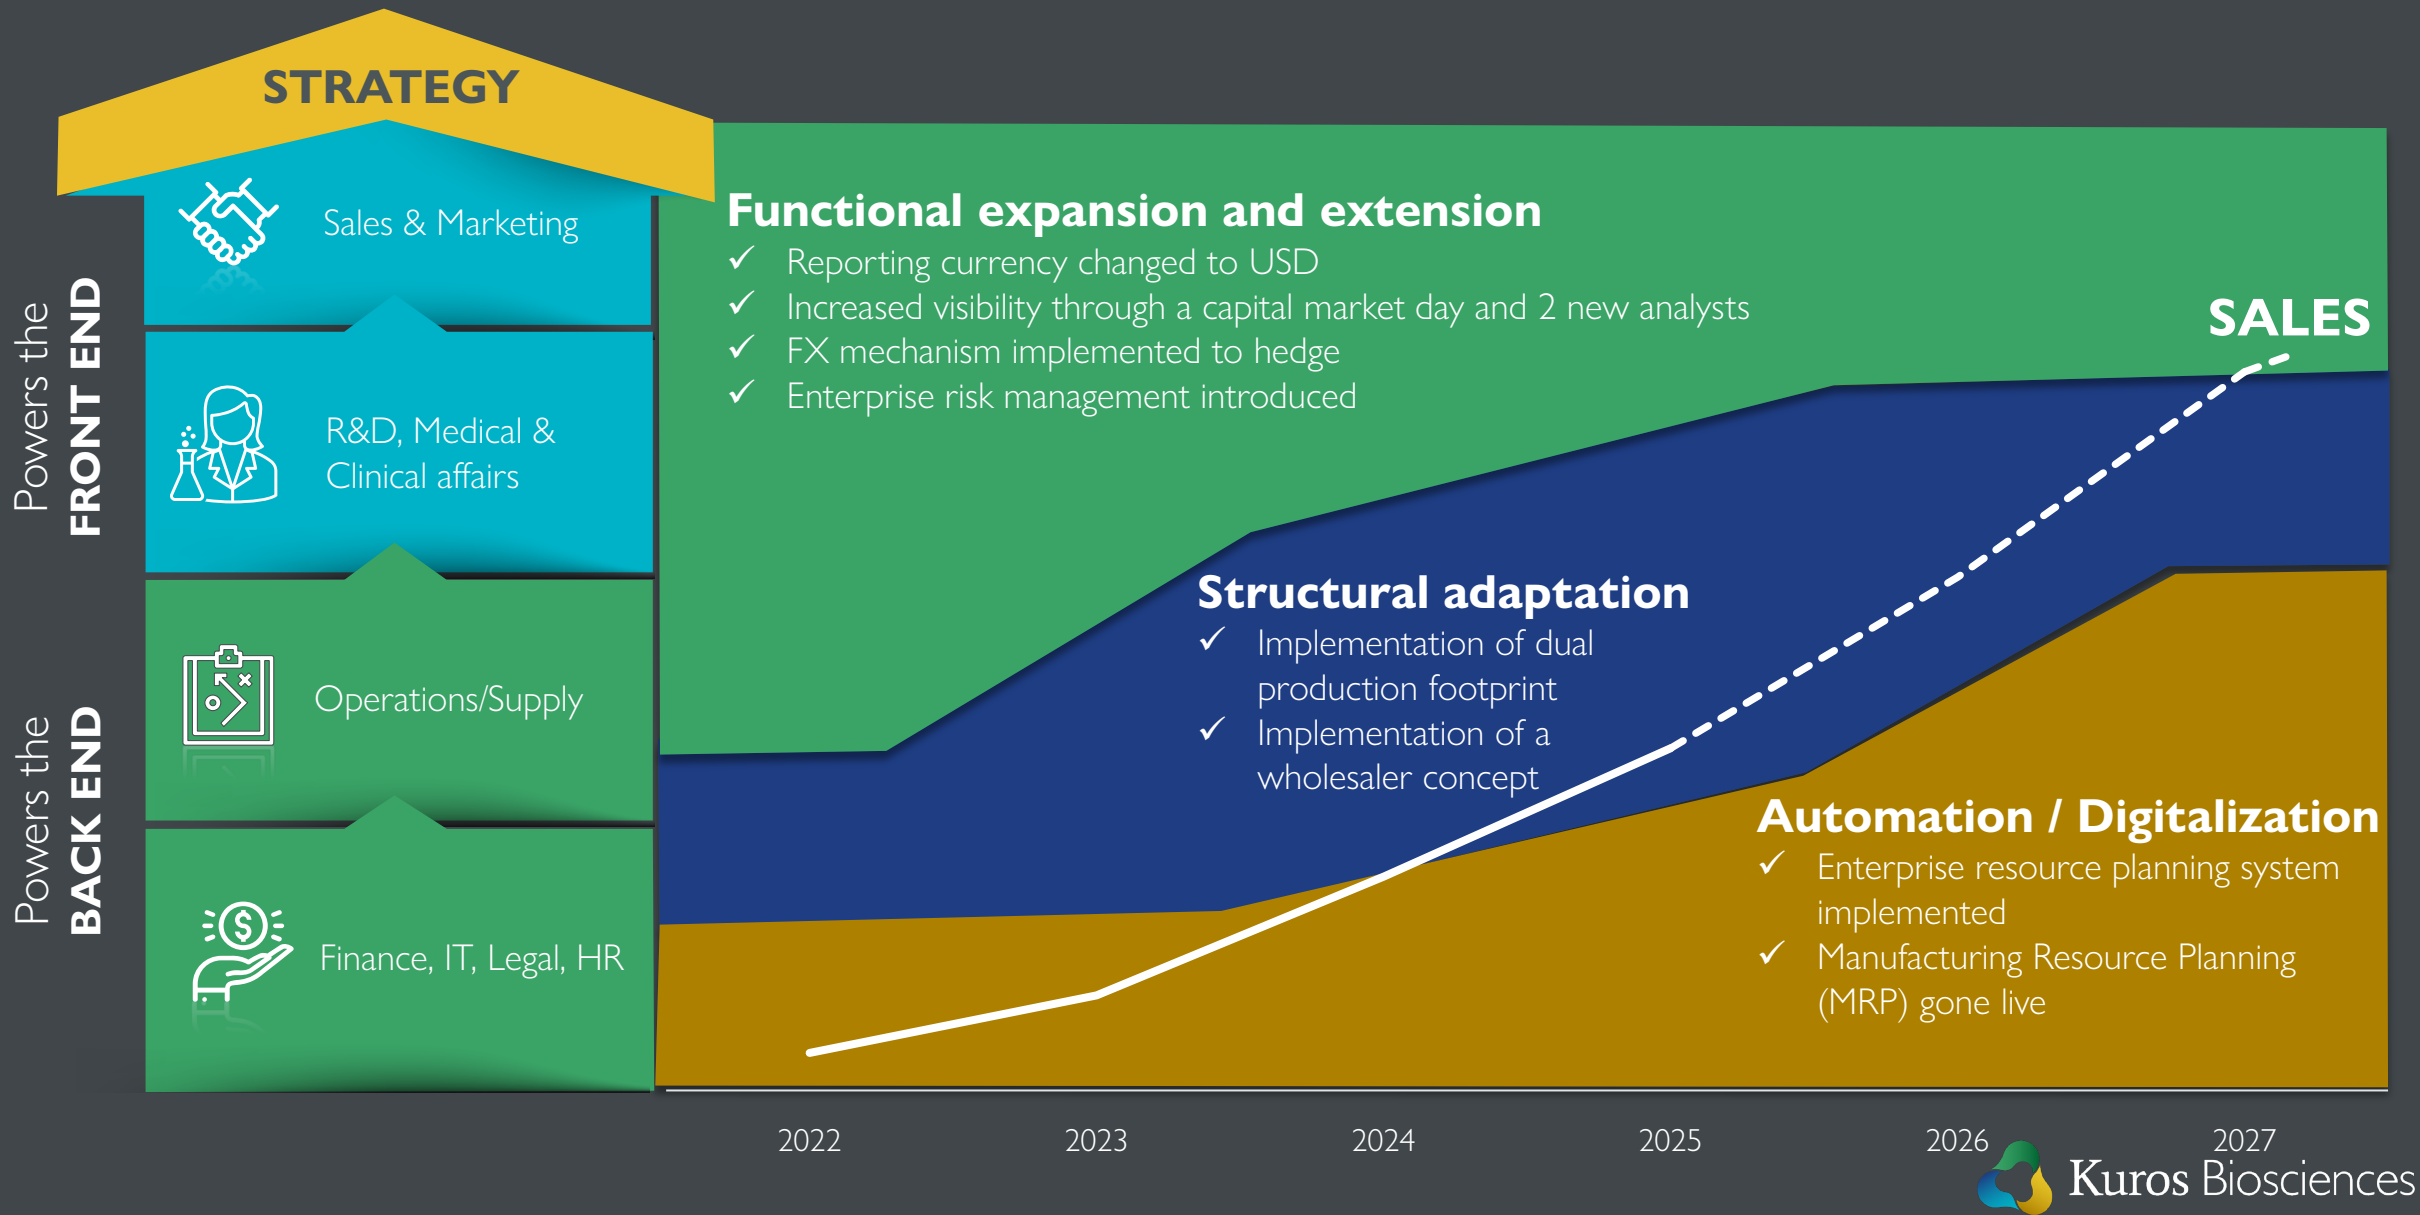 STRATEGY
Powers the
FRONT END
Sales & Marketing
R&D, Medical &
Clinical affairs
Powers the
BACK END
Operations/Supply
Finance, IT, Legal, HR
Functional expansion and extension
✓ Reporting currency changed to USD
✓ Increased visibility through a capital market day and 2 new analysts
✓ FX mechanism implemented to hedge
✓ Enterprise risk management introduced
SALES
Structural adaptation
✓ Implementation of dual
production footprint
✓ Implementation of a
wholesaler concept
Automation / Digitalization
✓ Enterprise resource planning system
implemented
✓ Manufacturing Resource Planning
(MRP) gone live
2022 2023 2024 2025 2026 2027
Kuros Biosciences